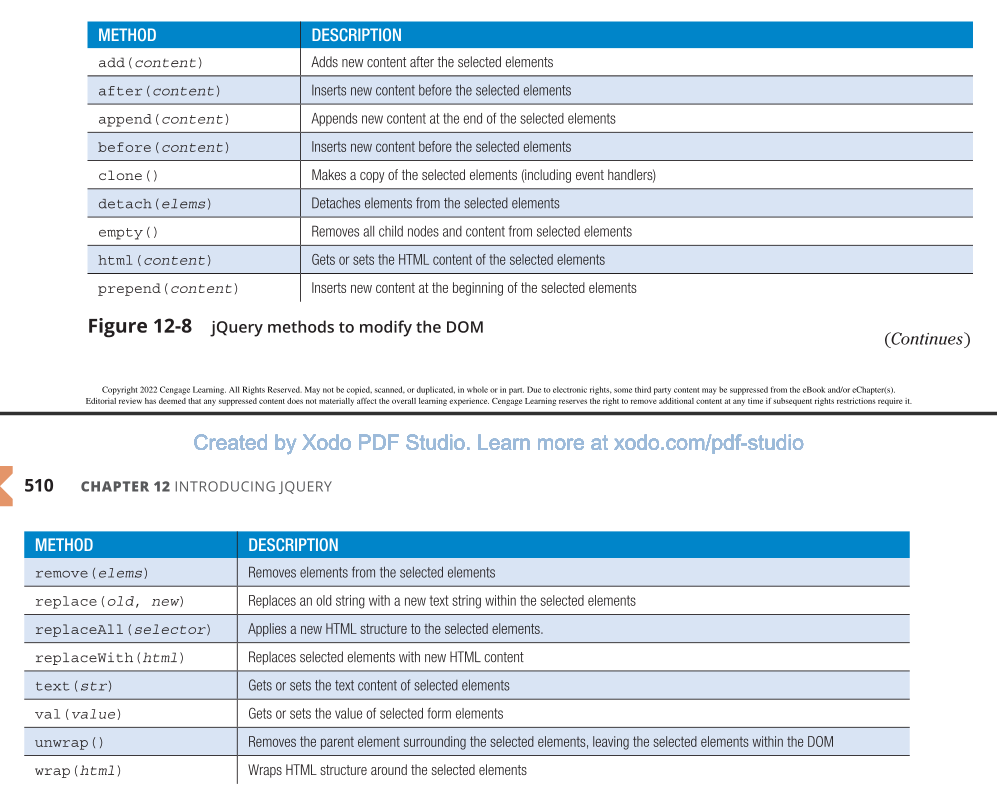 METHOD DESCRIPTION
add(content) Adds new content after the selected elements
after(content) Inserts new content before the selected elements
append(content) Appends new content at the end of the selected elements
before(content) Inserts new content before the selected elements
clone() Makes a copy of the selected elements (including event handlers)
detach(elems) Detaches elements from the selected elements
empty() Removes all child nodes and content from selected elements
html(content) Gets or sets the HTML content of the selected elements
prepend(content) Inserts new content at the beginning of the selected elements
Figure 12-8 jQuery methods to modify the DOM
(Continues)
Copyright 2022 Cengage Learning. All Rights Reserved. May not be copied, scanned, or duplicated, in whole or in part. Due to electronic rights, some third party content may be suppressed from the eBook and/or eChapter(s).
Editorial review has deemed that any suppressed content does not materially affect the overall learning experience. Cengage Learning reserves the right to remove additional content at any time if subsequent rights restrictions require it.
Created by Xodo PDF Studio. Learn more at xodo.com/pdf-studio
510 CHAPTER 12 INTRODUCING JQUERY
METHOD DESCRIPTION
remove(elems) Removes elements from the selected elements
replace(old, new) Replaces an old string with a new text string within the selected elements
replaceAll(selector) Applies a new HTML structure to the selected elements.
replaceWith(html) Replaces selected elements with new HTML content
text(str) Gets or sets the text content of selected elements
val(value) Gets or sets the value of selected form elements
unwrap() Removes the parent element surrounding the selected elements, leaving the selected elements within the DOM
wrap(html) Wraps HTML structure around the selected elements